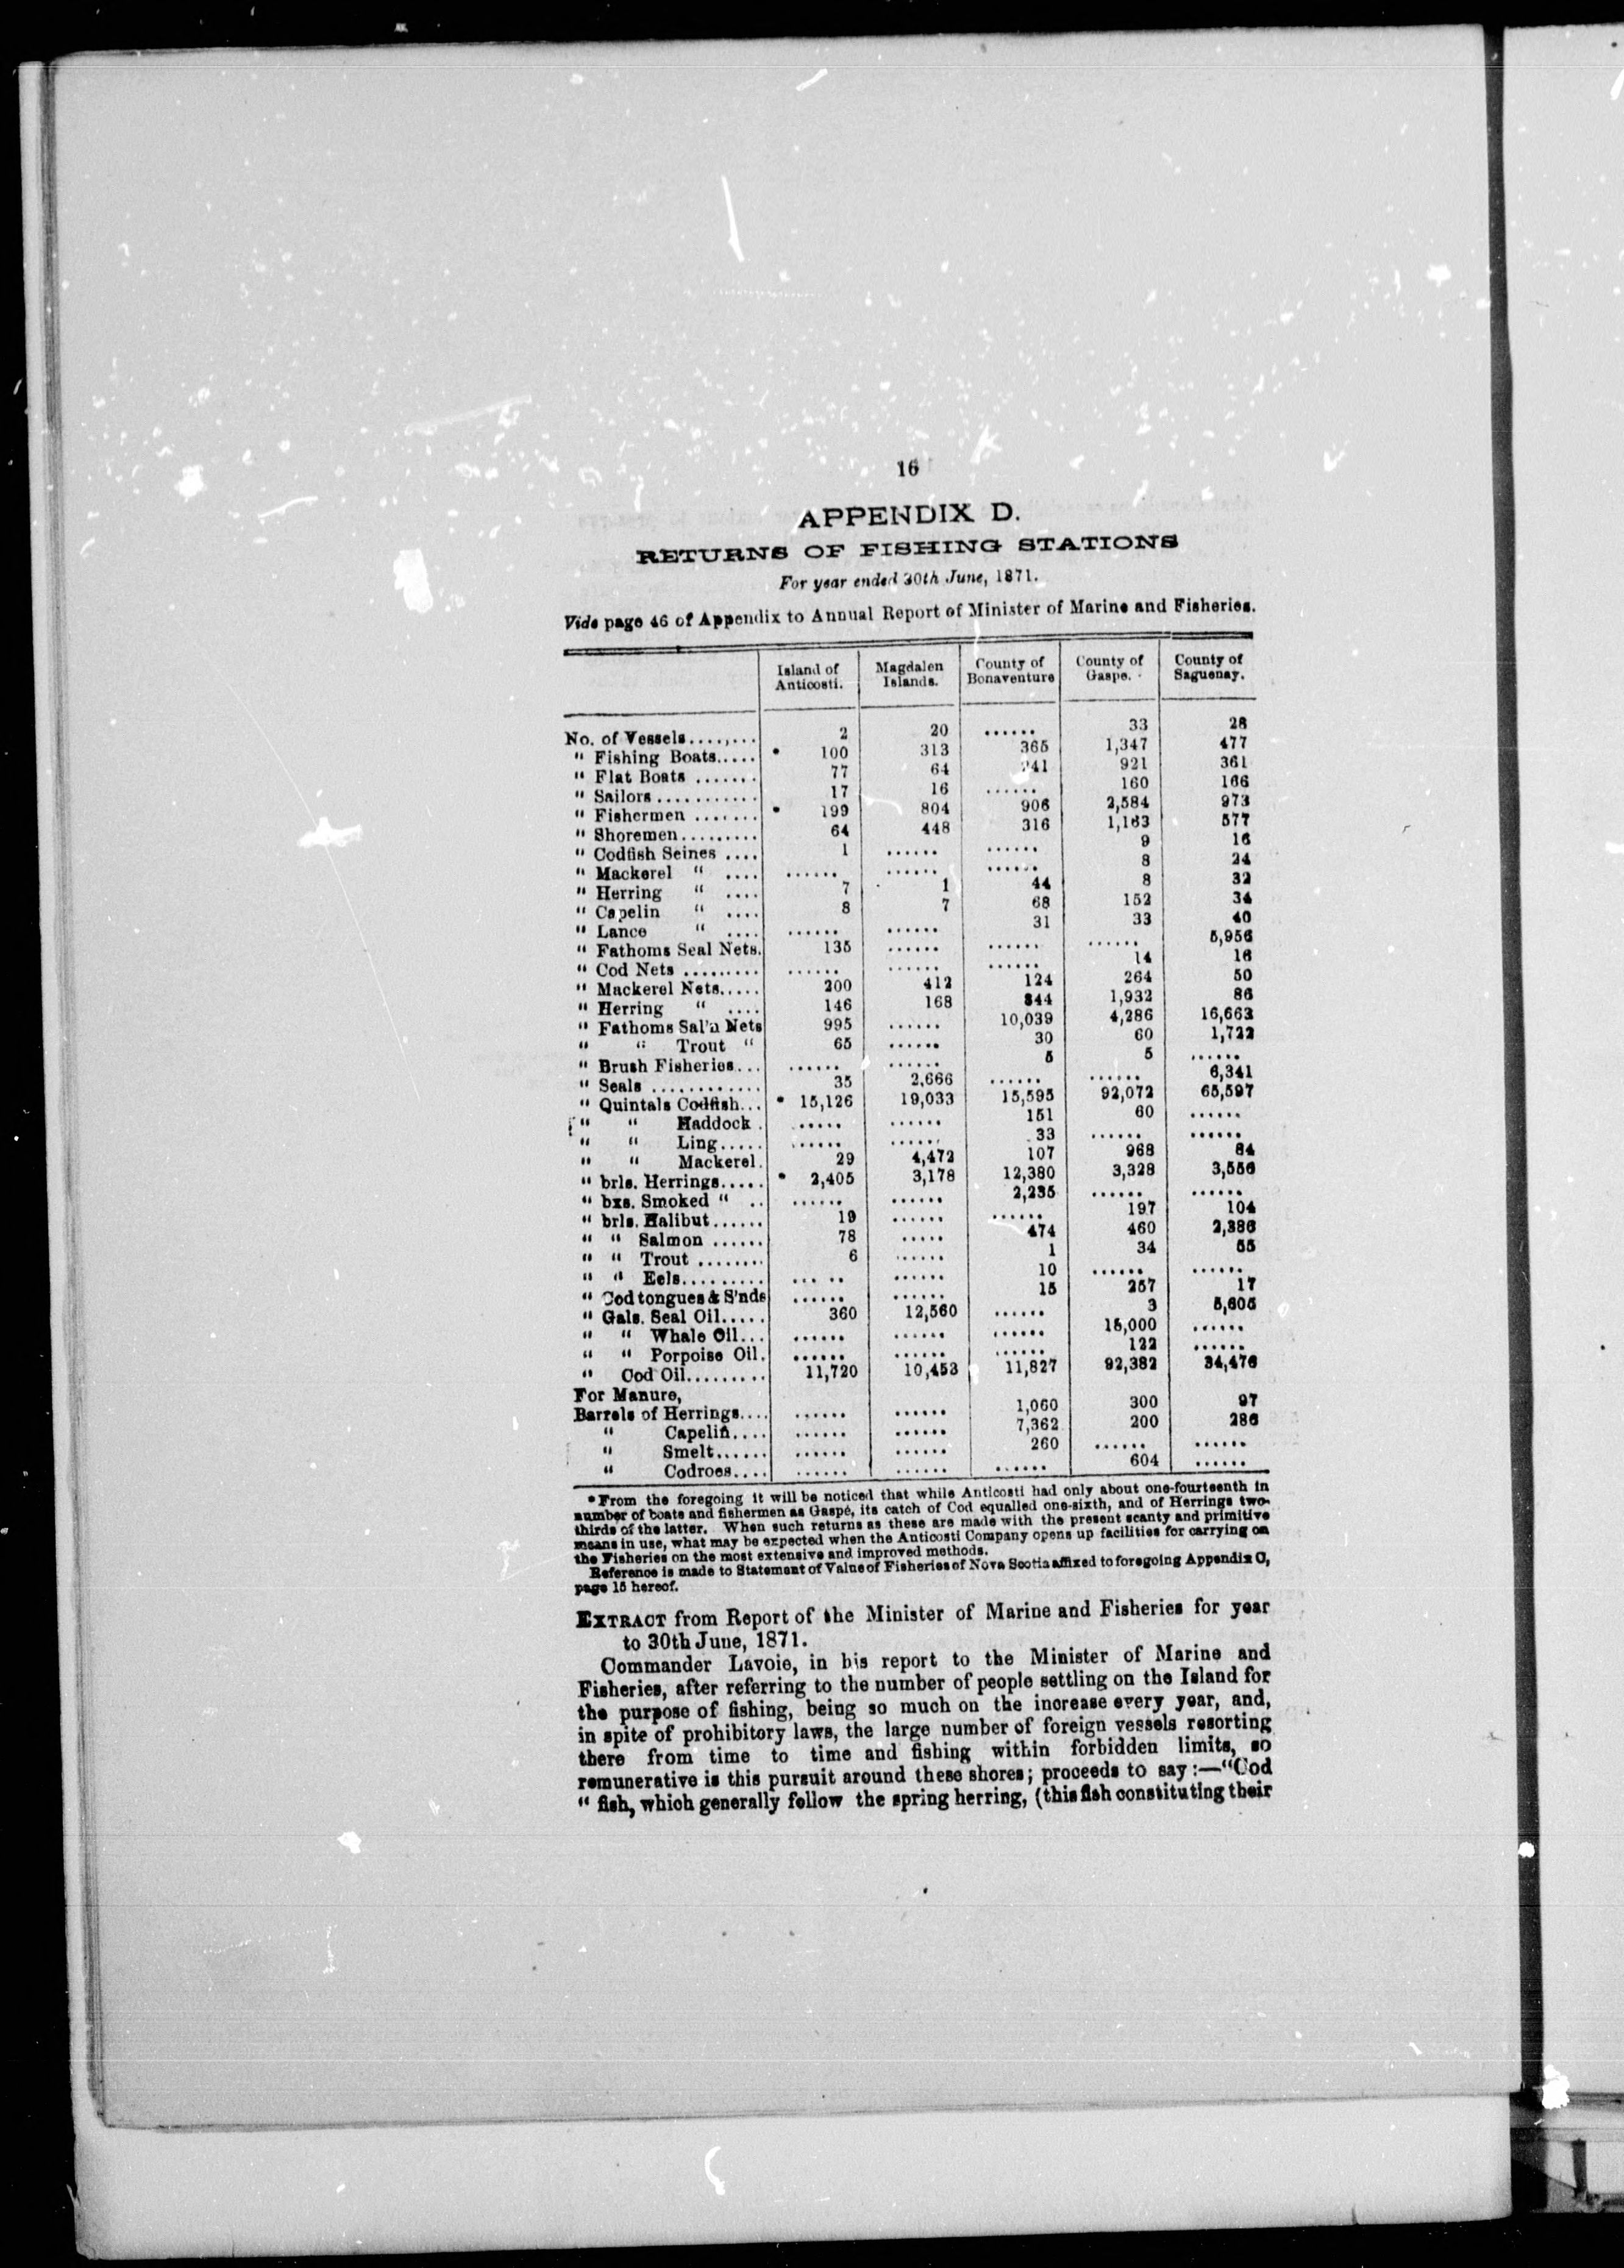 16
APPENDIX D.
RETURNS OF FISHING STATIONS
For year ended 30th June, 1871.
Vide page 46 of Appendix to Annual Report of Minister of Marine and Fisheries.
Island of Anticosti. Magdalen Islands. County of Bonaventure County of Gaspe. County of Saguenay.
No. of Vessels........ 2 20 ...... 33 28
" Fishing Boats..... * 100 313 365 1,347 477
" Flat Boats ....... 77 64 241 921 361
" Sailors........... 17 16 ...... 160 166
" Fishermen ....... * 199 804 906 2,584 973
" Shoremen......... 64 448 316 1,163 577
" Codfish Seines .... 1 ...... ...... 9 16
" Mackerel " .... ...... ...... ...... 8 24
" Herring " .... 7 1 44 8 32
" Capelin " .... 8 7 68 152 34
" Lance " .... ...... ...... 31 33 40
" Fathoms Seal Nets. 135 ...... ...... ...... 5,956
" Cod Nets ......... ...... ...... ...... 14 16
" Mackerel Nets..... 200 412 124 264 50
" Herring " .... 146 168 844 1,932 86
" Fathoms Sal'n Nets 995 ...... 10,039 4,286 16,663
" " Trout " 65 ...... 30 60 1,722
" Brush Fisheries... ...... ...... 5 5 ......
" Seals ............ 35 2,666 ...... ...... 6,341
" Quintals Codfish... * 15,126 19,033 15,595 92,072 65,597
" " Haddock . ...... ...... 151 60 ......
" " Ling..... ...... ...... 33 ...... ......
" " Mackerel. 29 4,472 107 968 84
" brls. Herrings..... * 2,405 3,178 12,380 3,328 3,556
" bxs. Smoked " .. ...... ...... 2,235 ...... ......
" brls. Halibut...... 19 ...... ...... 197 104
" " Salmon ...... 78 ..... 474 460 2,386
" " Trout ........ 6 ...... 1 34 55
" " Eels......... ...... ...... 10 ...... ......
" Cod tongues & S'nds ...... ...... 15 257 17
" Gals. Seal Oil..... 360 12,560 ...... 3 5,605
" " Whale Oil... ...... ...... ...... 15,000 ......
" " Porpoise Oil. ...... ...... ...... 122 ......
" Cod Oil......... 11,720 10,453 11,827 92,382 34,476
For Manure,
Barrels of Herrings.... ...... ...... 1,060 300 97
" Capelin.... ...... ...... 7,362 200 286
" Smelt...... ...... ...... 260 ...... ......
" Codroes.... ...... ...... ...... 604 ......
*From the foregoing it will be noticed that while Anticosti had only about one-fourteenth in
number of boats and fishermen as Gaspé, its catch of Cod equalled one-sixth, and of Herrings two-
thirds of the latter. When such returns as these are made with the present scanty and primitive
means in use, what may be expected when the Anticosti Company opens up facilities for carrying on
the Fisheries on the most extensive and improved methods.
Reference is made to Statement of Value of Fisheries of Nova Scotia affixed to foregoing Appendix C,
page 15 hereof.
EXTRACT from Report of the Minister of Marine and Fisheries for year
to 30th June, 1871.
Commander Lavoie, in his report to the Minister of Marine and
Fisheries, after referring to the number of people settling on the Island for
the purpose of fishing, being so much on the increase every year, and,
in spite of prohibitory laws, the large number of foreign vessels resorting
there from time to time and fishing within forbidden limits, so
remunerative is this pursuit around these shores; proceeds to say:—"Cod
" fish, which generally follow the spring herring, (this fish constituting their